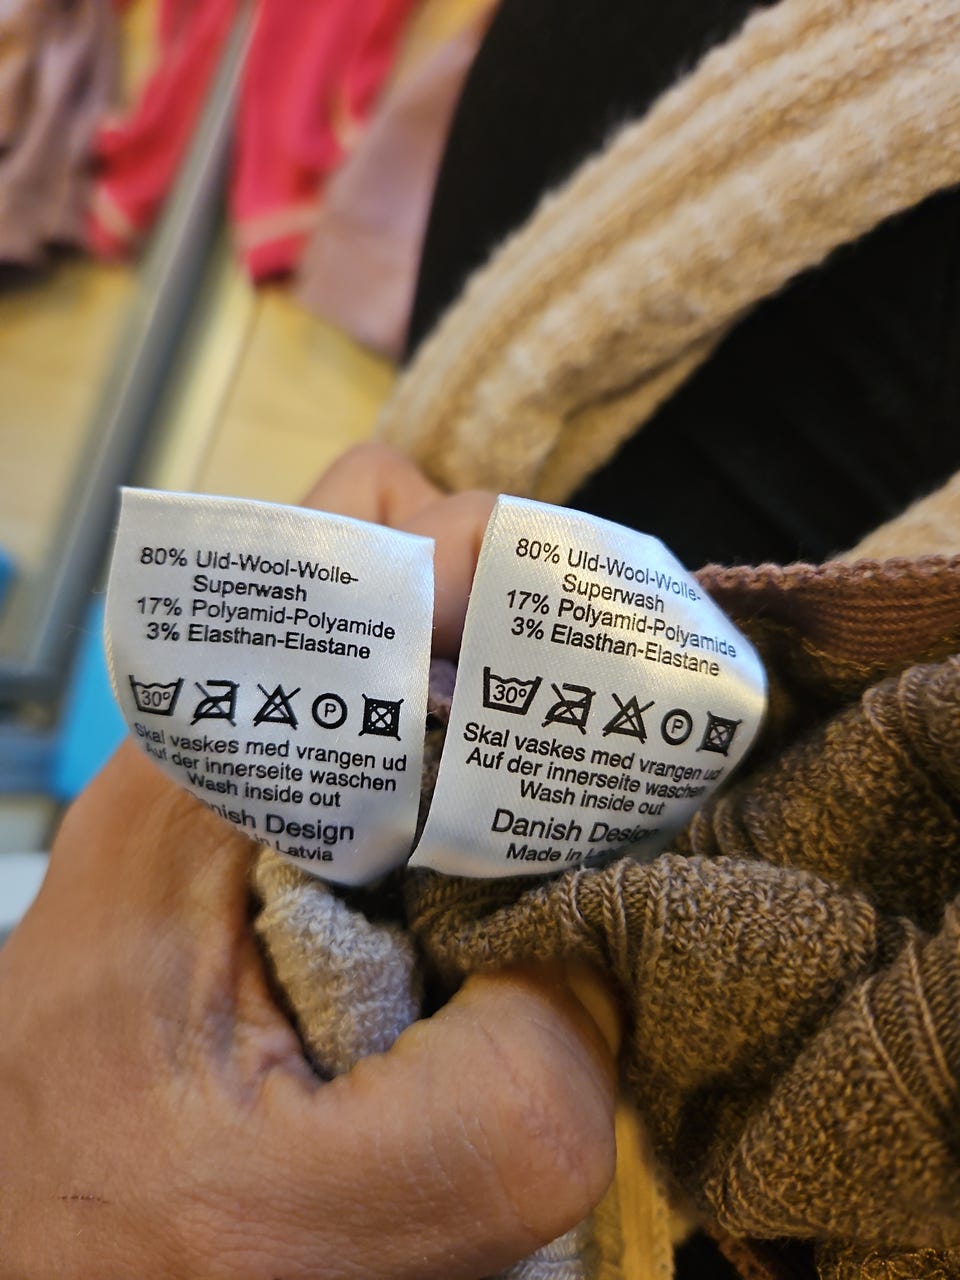 80% Uld-Wool-Wolle-
Superwash
17% Polyamid-Polyamide
3% Elasthan-Elastane
30°
P
Skal vaskes med vrangen ud
Auf der innerseite waschen
Wash inside out
Design
in Latvia
80% Uld-Wool-Wolle-
Superwash
17% Polyamid-Polyamide
3% Elasthan-Elastane
30°
P
Skal vaskes med vrangen ud
Auf der innerseite waschen
Wash inside out
Danish Design
Made in